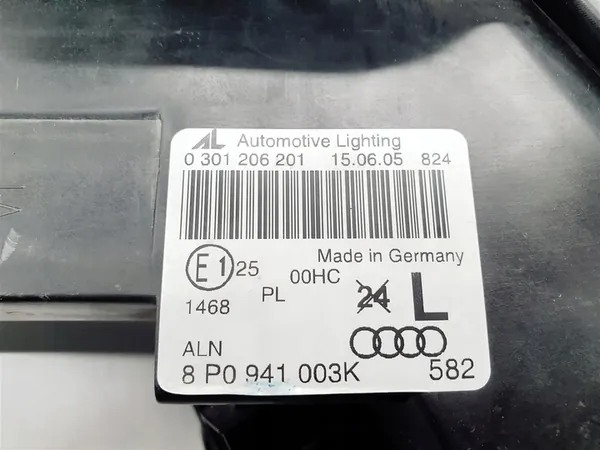 AL Automotive Lighting
0 301 206 201 15.06.05 824
Made in Germany
E1 25 00HC
PL 24 L
1468
ALN
8 P0 941 003K 582